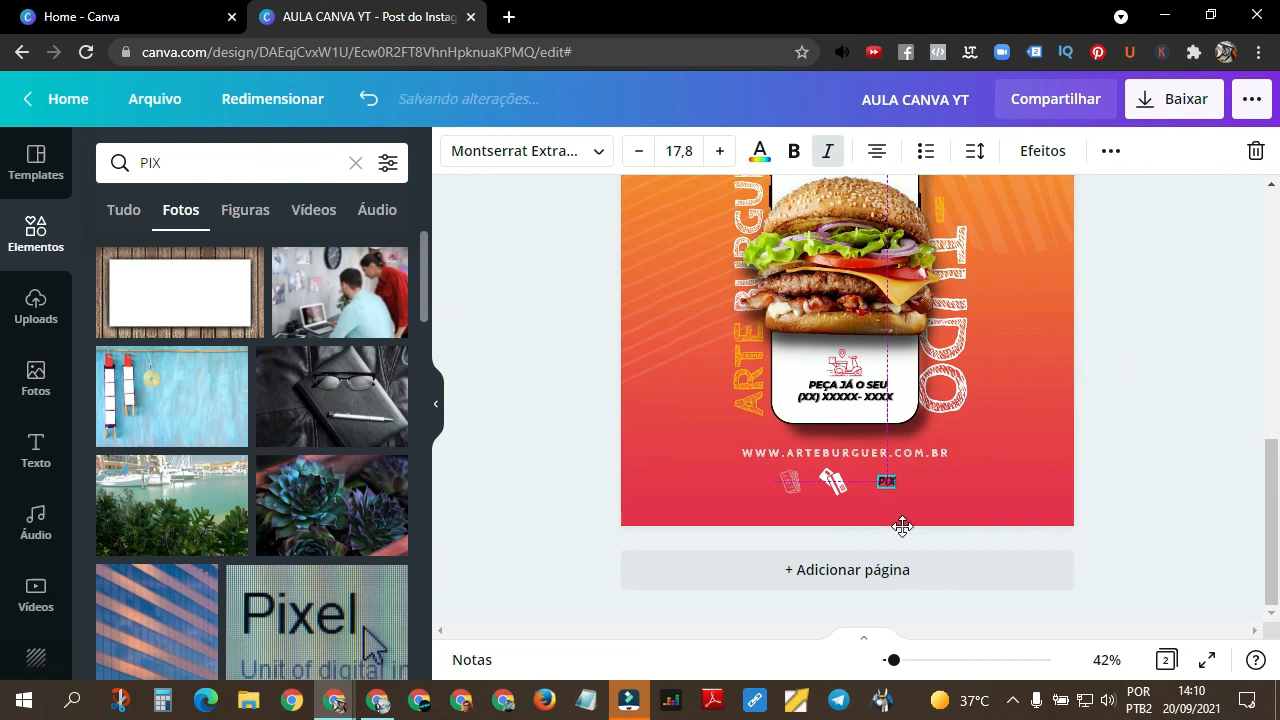 Home - Canva
AULA CANVA YT - Post do Instag
canva.com/design/DAEqjCvxW1U/Ecw0R2FT8VhnHpknuaKPMQ/edit#
Home
Arquivo
Redimensionar
Salvando alterações...
AULA CANVA YT
Compartilhar
Baixar
Templates
Elementos
Uploads
Fotos
Texto
Áudio
Vídeos
PIX
Tudo
Fotos
Figuras
Vídeos
Áudio
Pixel
Unit of digital in
Montserrat Extra...
17,8
A
B
I
Efeitos
ARTE BURGU
TUDO
PEÇA JÁ O SEU
(XX) XXXXX- XXXX
WWW.ARTEBURGUER.COM.BR
PIX
+ Adicionar página
Notas
42%
2
37°C
POR
PTB2
14:10
20/09/2021